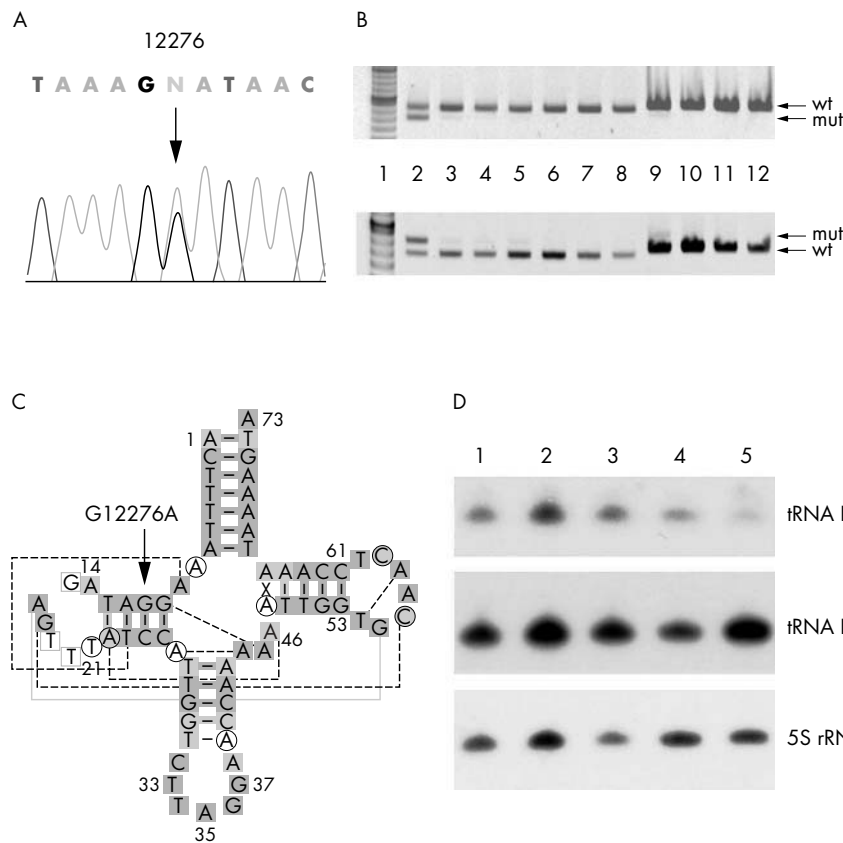 A
12276
T A A A G N A T A A C
B
wt
mut
1 2 3 4 5 6 7 8 9 10 11 12
mut
wt
C
A 73
1 A T
C G
T A
T A
T A
T A
A T
G12276A
A
14
G A T A G G A
A G T T T A T C C A
21
61
A A A C C T C A
A
A X
A T T G G T G C
53
A 46
A A
T A
T A
G C
G C
T A
C A
33 T G 37
T A G
35
D
1 2 3 4 5
tRNA
tRNA
5S rRN